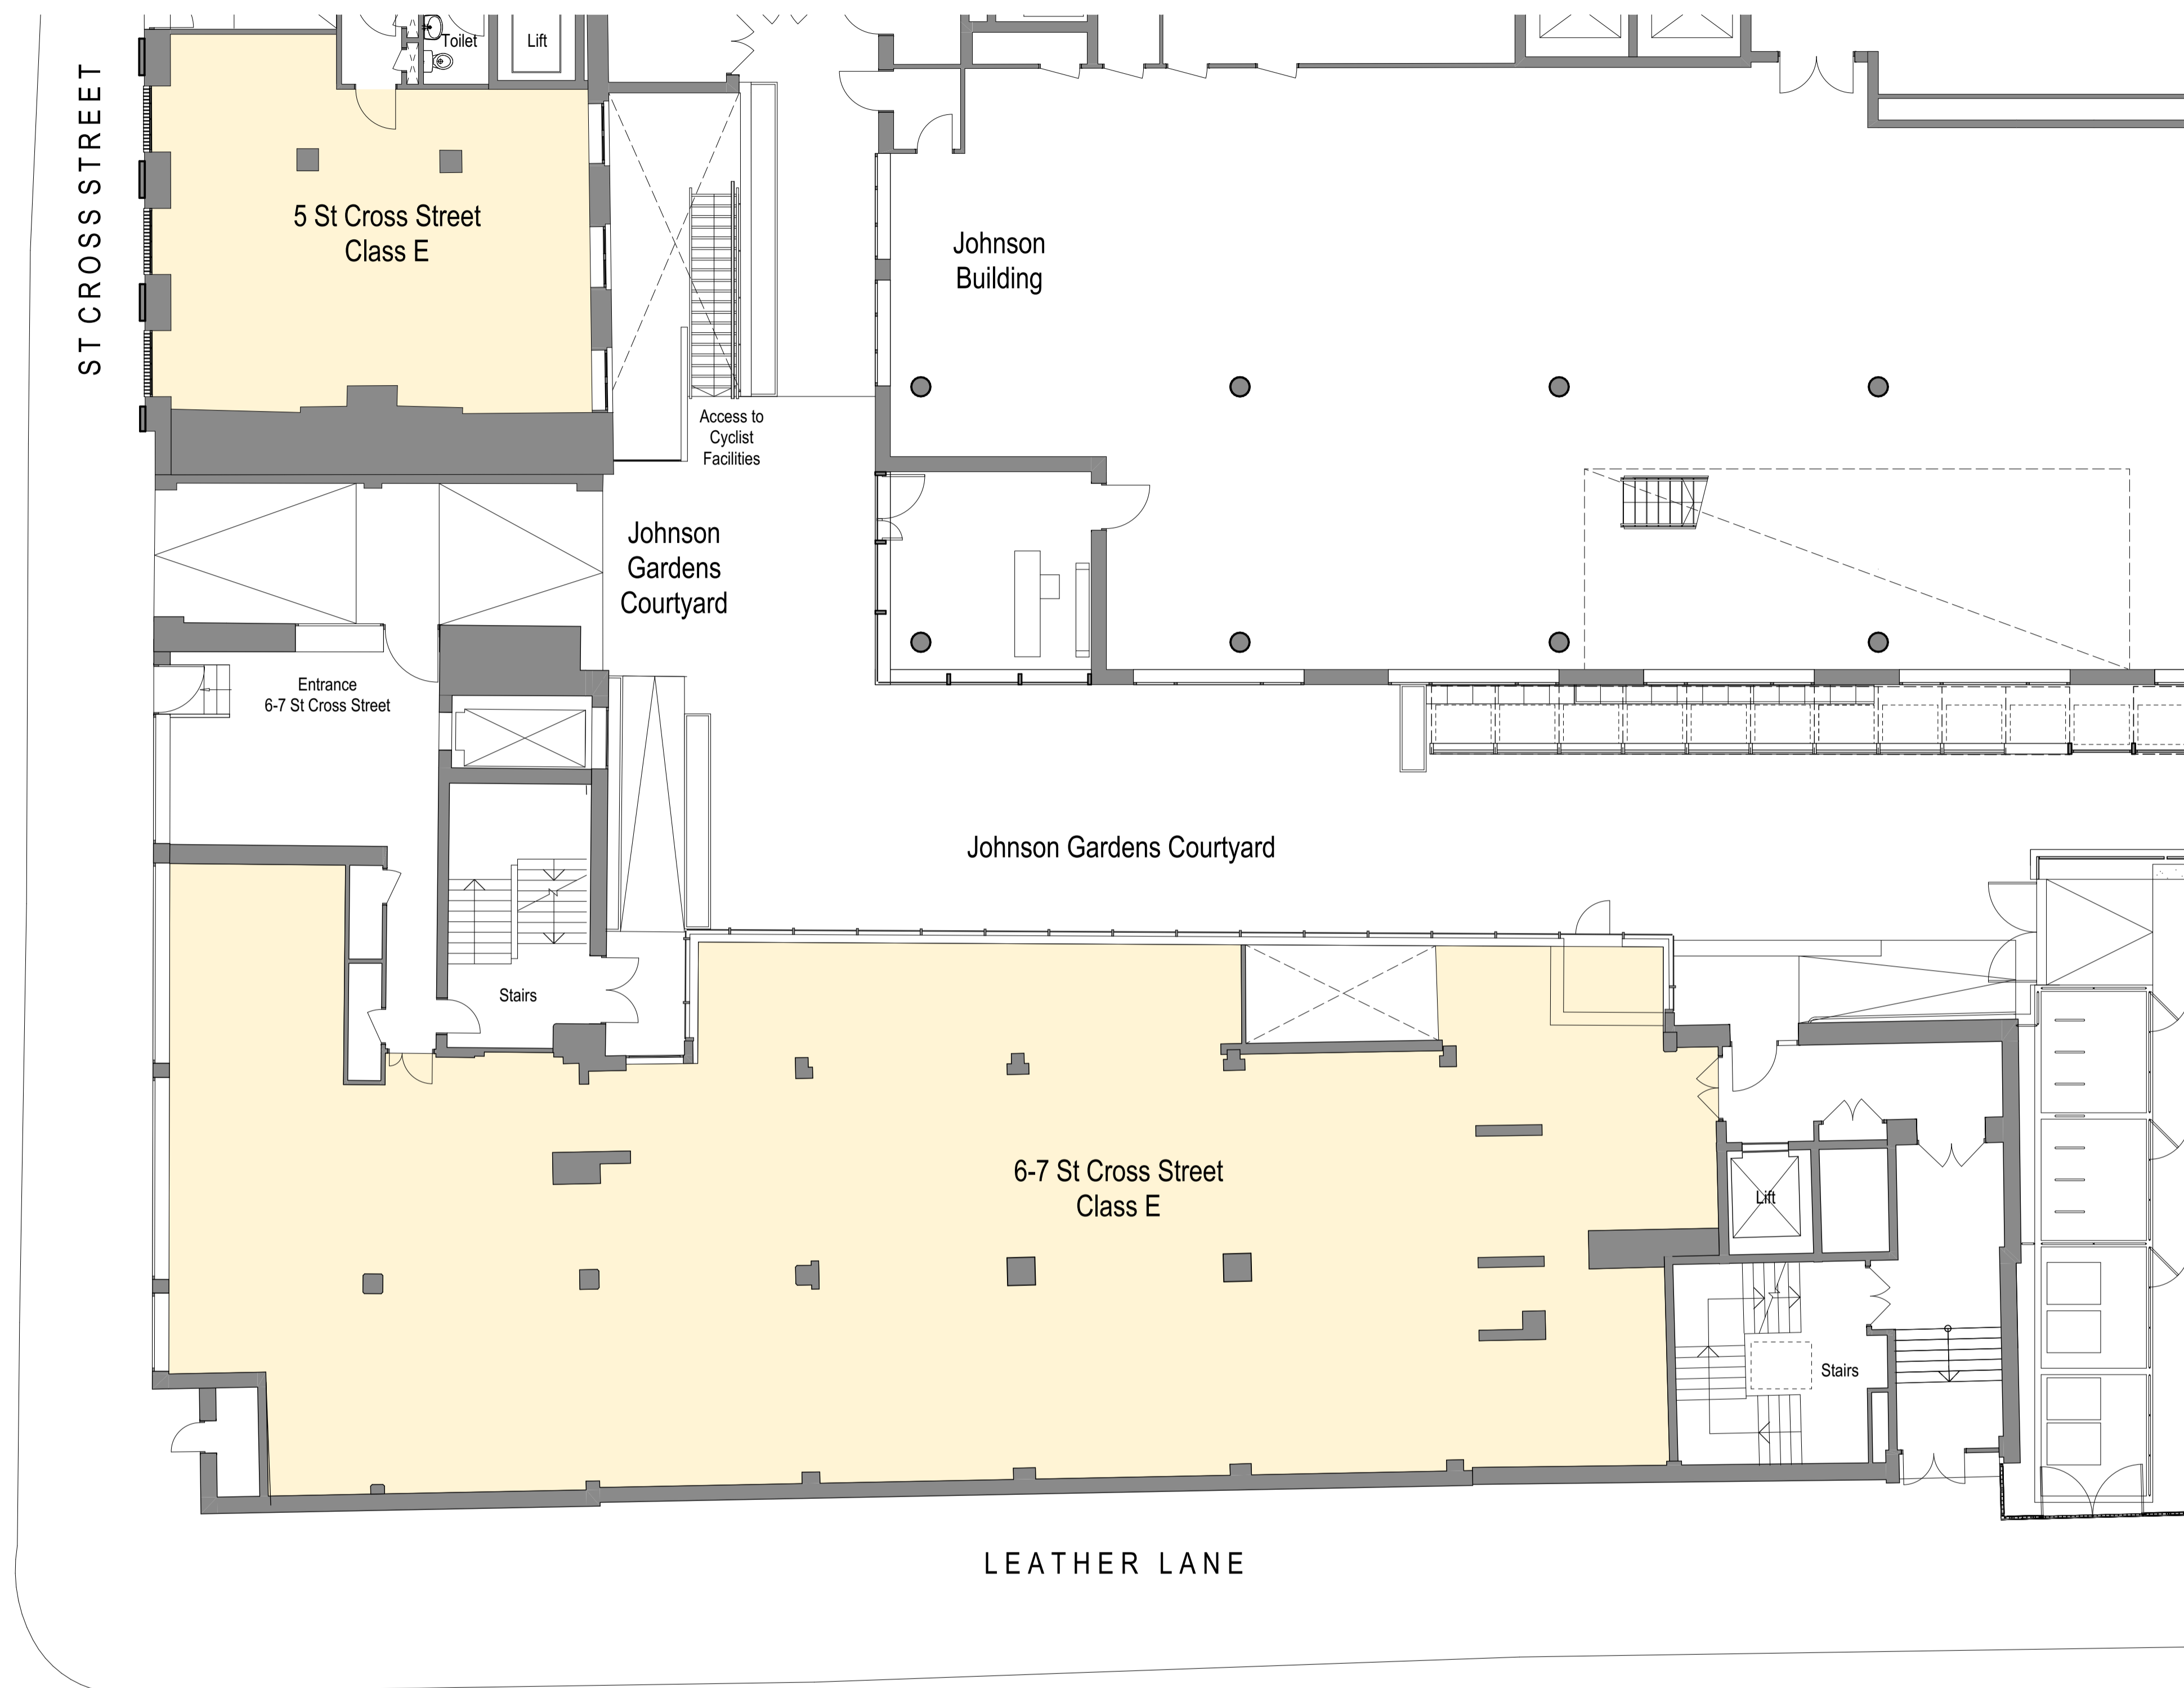 Toilet
Lift
ST CROSS STREET
5 St Cross Street
Class E
Johnson
Building
Access to
Cyclist
Facilities
Johnson
Gardens
Courtyard
Entrance
6-7 St Cross Street
Johnson Gardens Courtyard
Stairs
6-7 St Cross Street
Class E
Lift
Stairs
LEATHER LANE